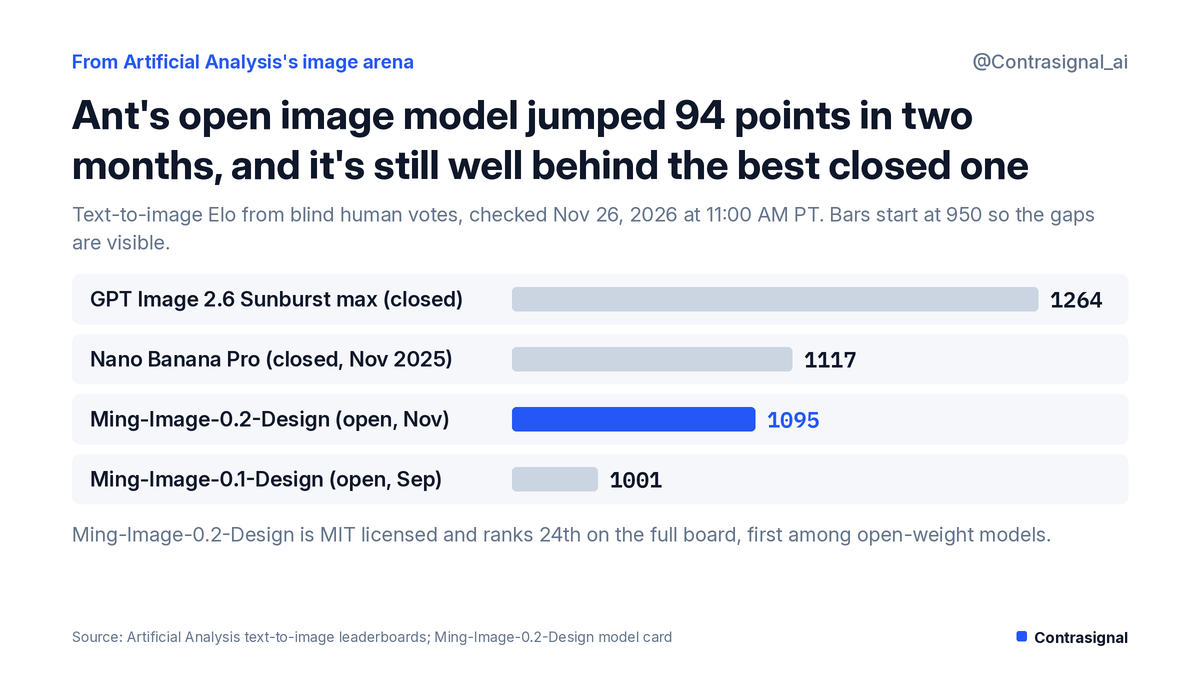 From Artificial Analysis's image arena
@Contrasignal_ai
Ant's open image model jumped 94 points in two
months, and it's still well behind the best closed one
Text-to-image Elo from blind human votes, checked Nov 26, 2026 at 11:00 AM PT. Bars start at 950 so the gaps
are visible.
GPT Image 2.6 Sunburst max (closed) 1264
Nano Banana Pro (closed, Nov 2025) 1117
Ming-Image-0.2-Design (open, Nov) 1095
Ming-Image-0.1-Design (open, Sep) 1001
Ming-Image-0.2-Design is MIT licensed and ranks 24th on the full board, first among open-weight models.
Source: Artificial Analysis text-to-image leaderboards; Ming-Image-0.2-Design model card
Contrasignal